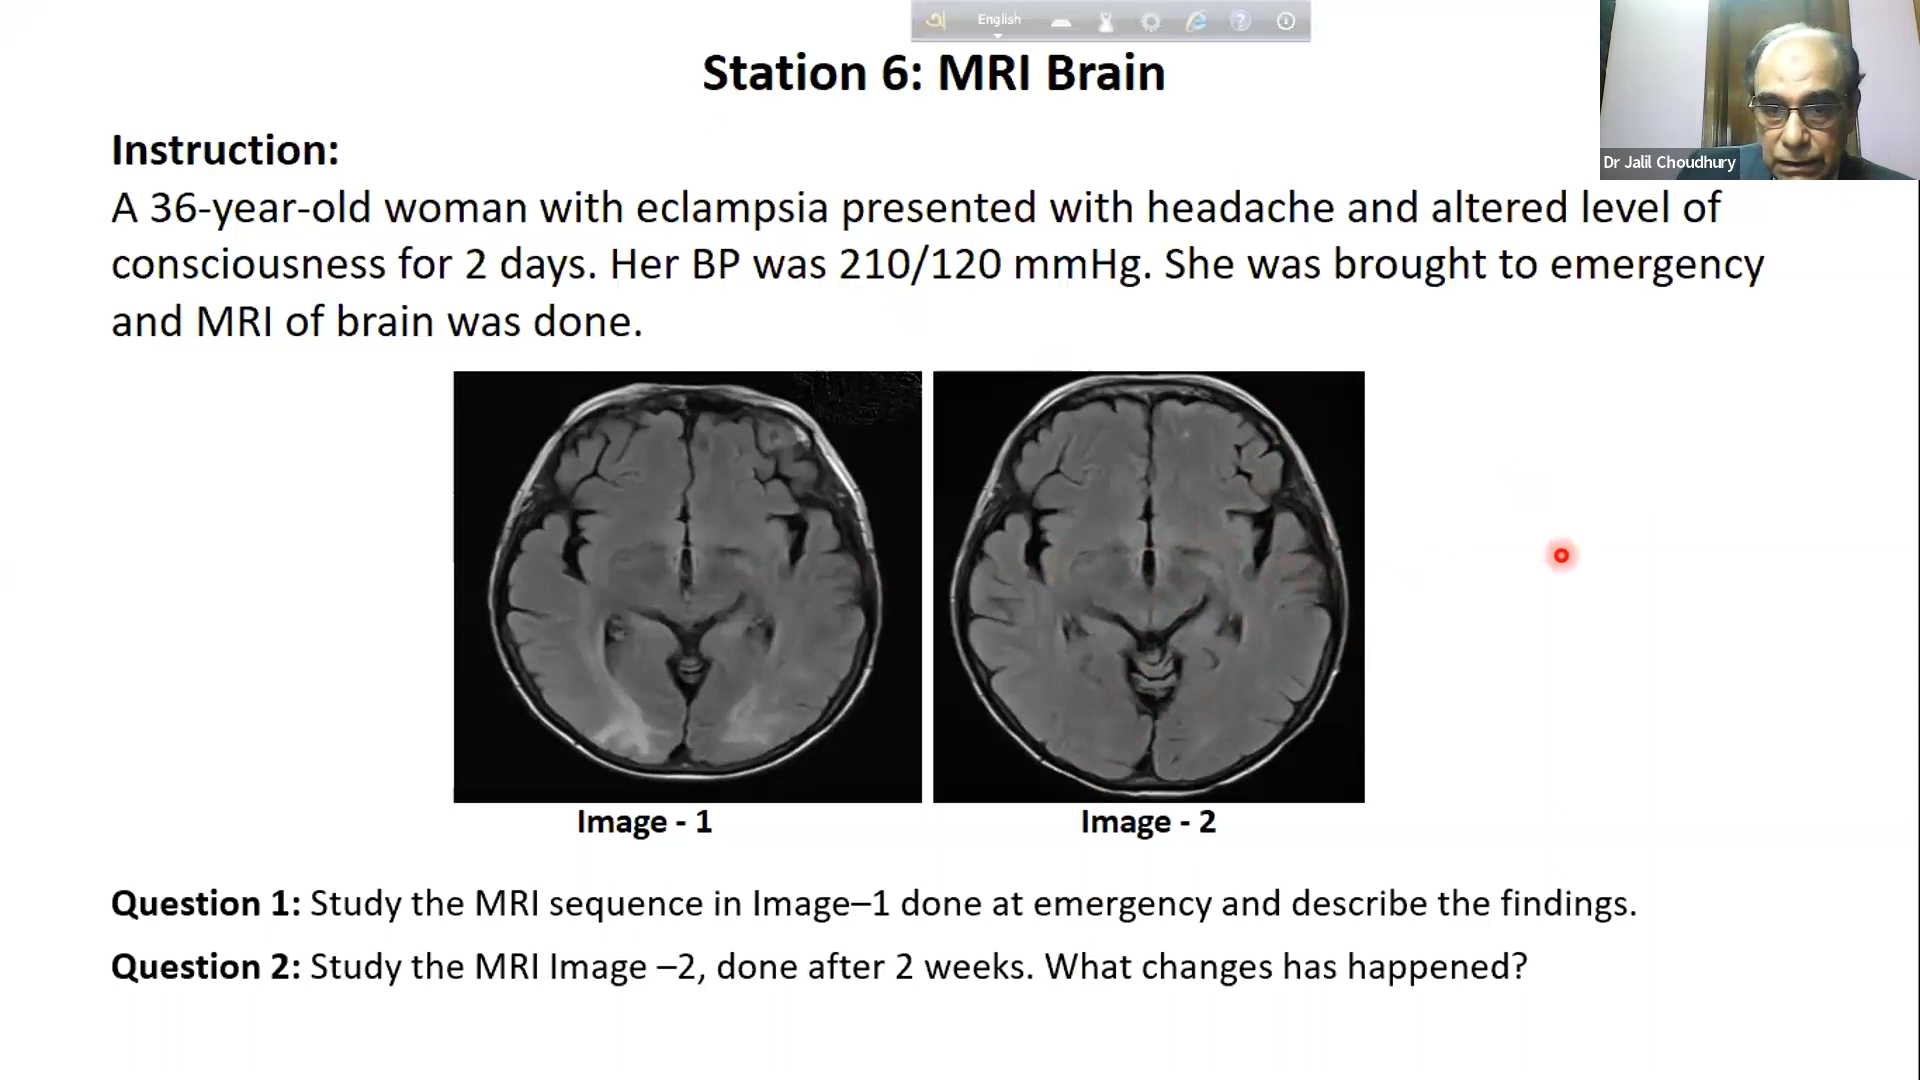 English
Station 6: MRI Brain
Dr Jalil Choudhury
Instruction:
A 36-year-old woman with eclampsia presented with headache and altered level of
consciousness for 2 days. Her BP was 210/120 mmHg. She was brought to emergency
and MRI of brain was done.
Image - 1
Image - 2
Question 1: Study the MRI sequence in Image–1 done at emergency and describe the findings.
Question 2: Study the MRI Image –2, done after 2 weeks. What changes has happened?